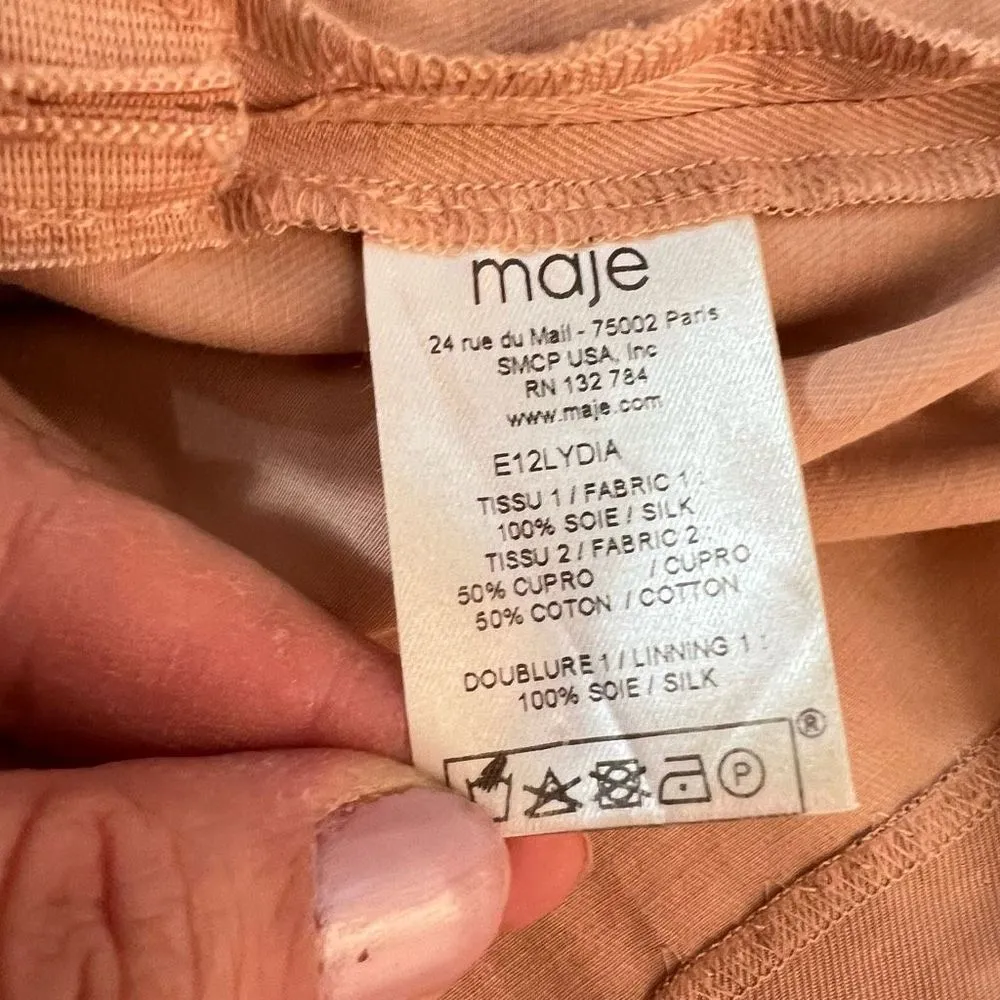 maje
24 rue du Mail - 75002 Paris
SMCP USA, Inc
RN 132 784
www.maje.com
E12LYDIA
TISSU 1 / FABRIC 1 :
100% SOIE / SILK
TISSU 2 / FABRIC 2 :
50% CUPRO / CUPRO
50% COTON / COTTON
DOUBLURE 1 / LINNING 1 :
100% SOIE / SILK
®
P